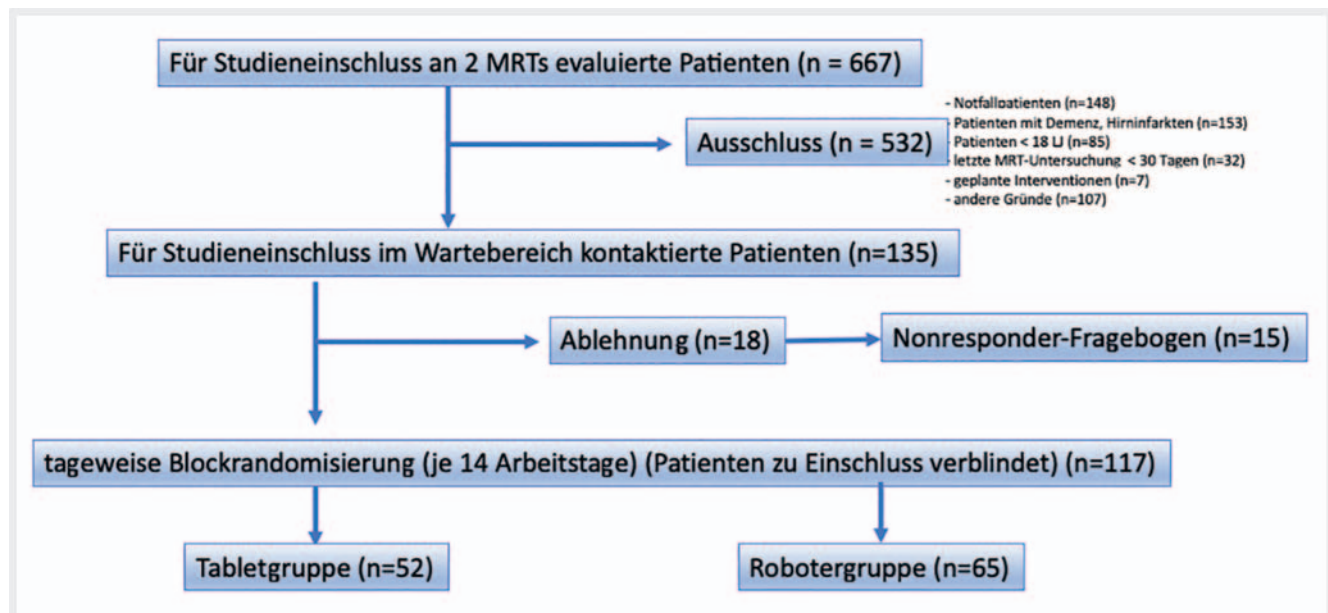 Für Studieneinschluss an 2 MRTs evaluierte Patienten (n = 667)
Ausschluss (n = 532)
- Notfallpatienten (n=148)
- Patienten mit Demenz, Hirninfarkten (n=153)
- Patienten < 18 LJ (n=85)
- letzte MRT-Untersuchung < 30 Tagen (n=32)
- geplante Interventionen (n=7)
- andere Gründe (n=107)
Für Studieneinschluss im Wartebereich kontaktierte Patienten (n=135)
Ablehnung (n=18)
Nonresponder-Fragebogen (n=15)
tageweise Blockrandomisierung (je 14 Arbeitstage) (Patienten zu Einschluss verblindet) (n=117)
Tabletgruppe (n=52)
Robotergruppe (n=65)